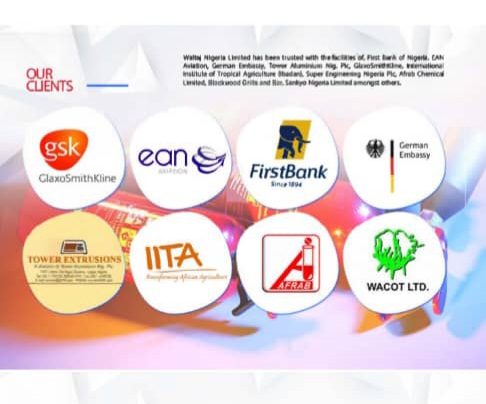 OUR
CLIENTS
Waltaj Nigeria Limited has been trusted with the facilities of, First Bank of Nigeria, EAN
Aviation, German Embassy, Tower Aluminium Nig. Plc, GlaxoSmithKline, International
Institute of Tropical Agriculture (Ibadan), Super Engineering Nigeria Plc, Afrab Chemical
Limited, Blockwood Grills and Bar, Sankyo Nigeria Limited amongst others.
gsk
GlaxoSmithKline
ean
AVIATION
FirstBank
Since 1894
German
Embassy
TOWER EXTRUSIONS
IITA
Transforming African Agriculture
AFRAB
WACOT LTD.